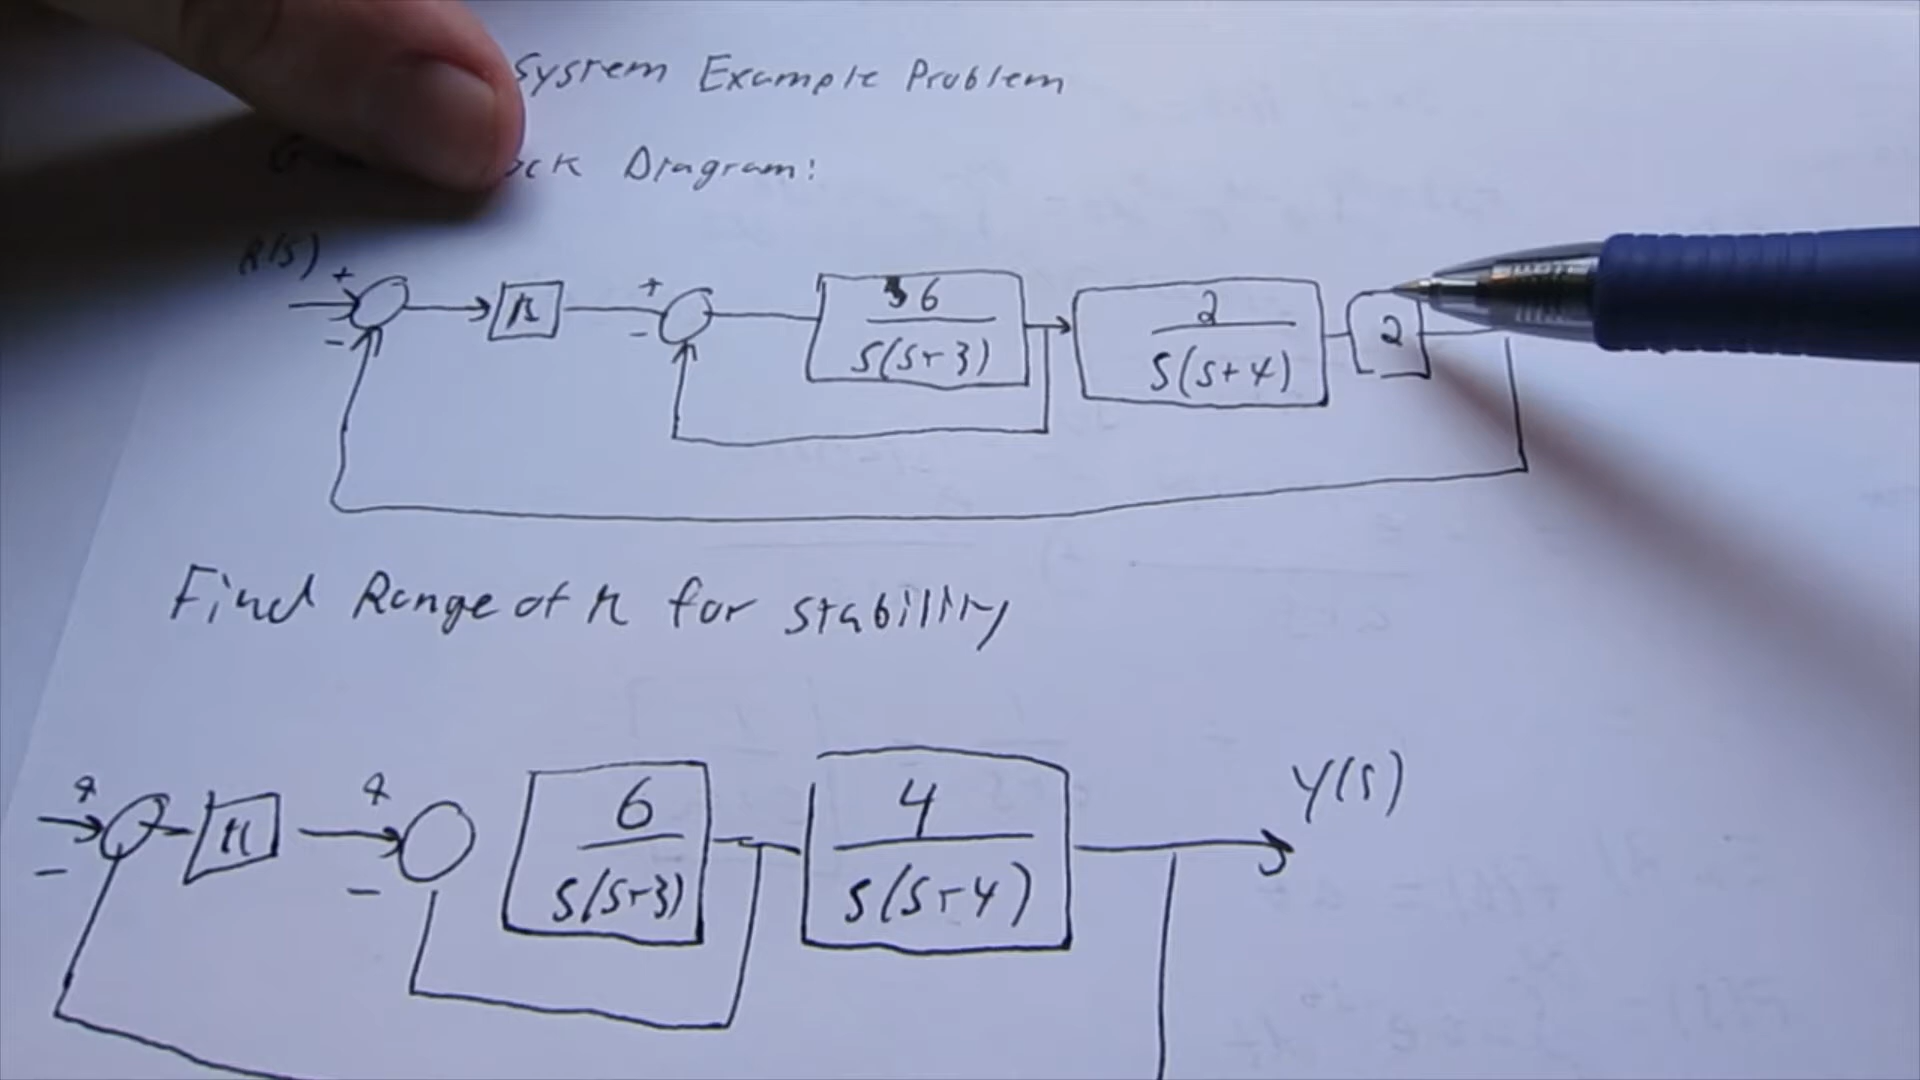 System Example Problem
Diagram:
R(s)
+ - K + - 6 / s(s+3) 2 / s(s+4) 2
Find Range of K for stability
+ - K + - 6 / s(s+3) 4 / s(s+4) Y(s)